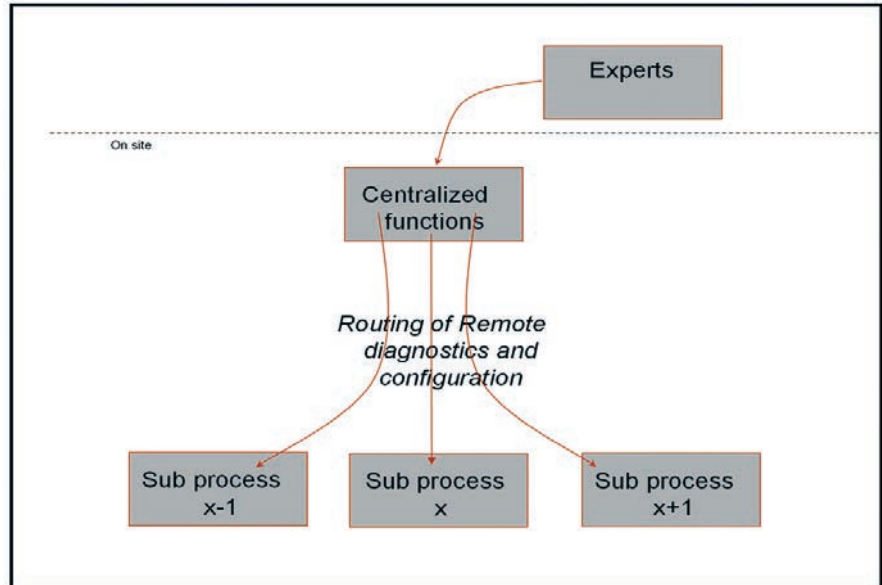 Experts
On site
Centralized
functions
Routing of Remote
diagnostics and
configuration
Sub process
x-1
Sub process
x
Sub process
x+1